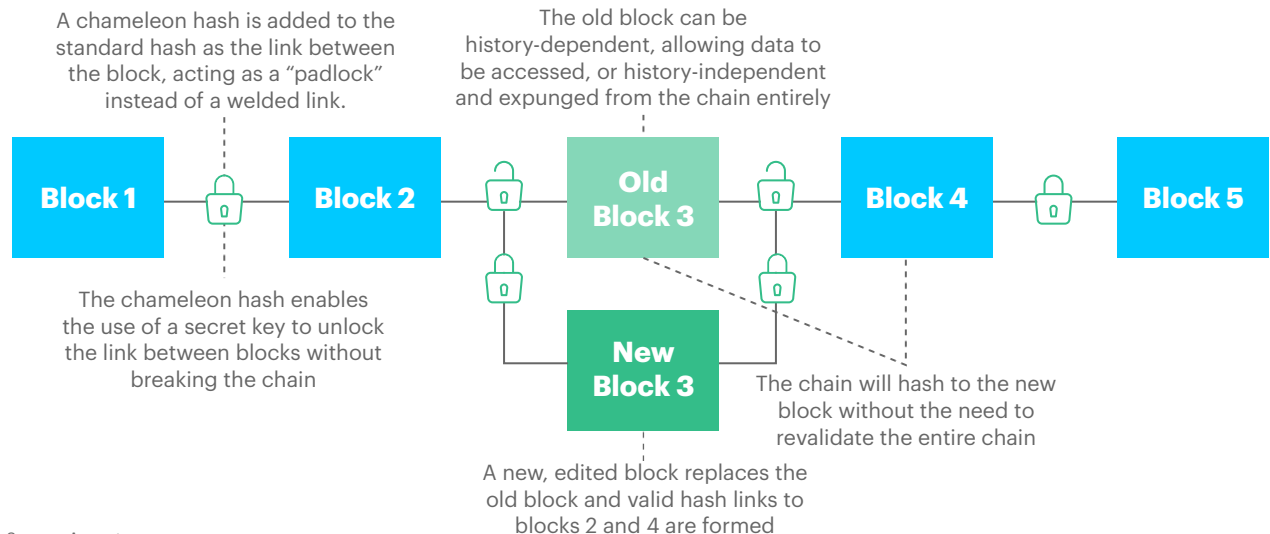 A chameleon hash is added to the
standard hash as the link between
the block, acting as a “padlock”
instead of a welded link.
The old block can be
history-dependent, allowing data to
be accessed, or history-independent
and expunged from the chain entirely
Block 1
Block 2
Old
Block 3
Block 4
Block 5
The chameleon hash enables
the use of a secret key to unlock
the link between blocks without
breaking the chain
New
Block 3
The chain will hash to the new
block without the need to
revalidate the entire chain
A new, edited block replaces the
old block and valid hash links to
blocks 2 and 4 are formed